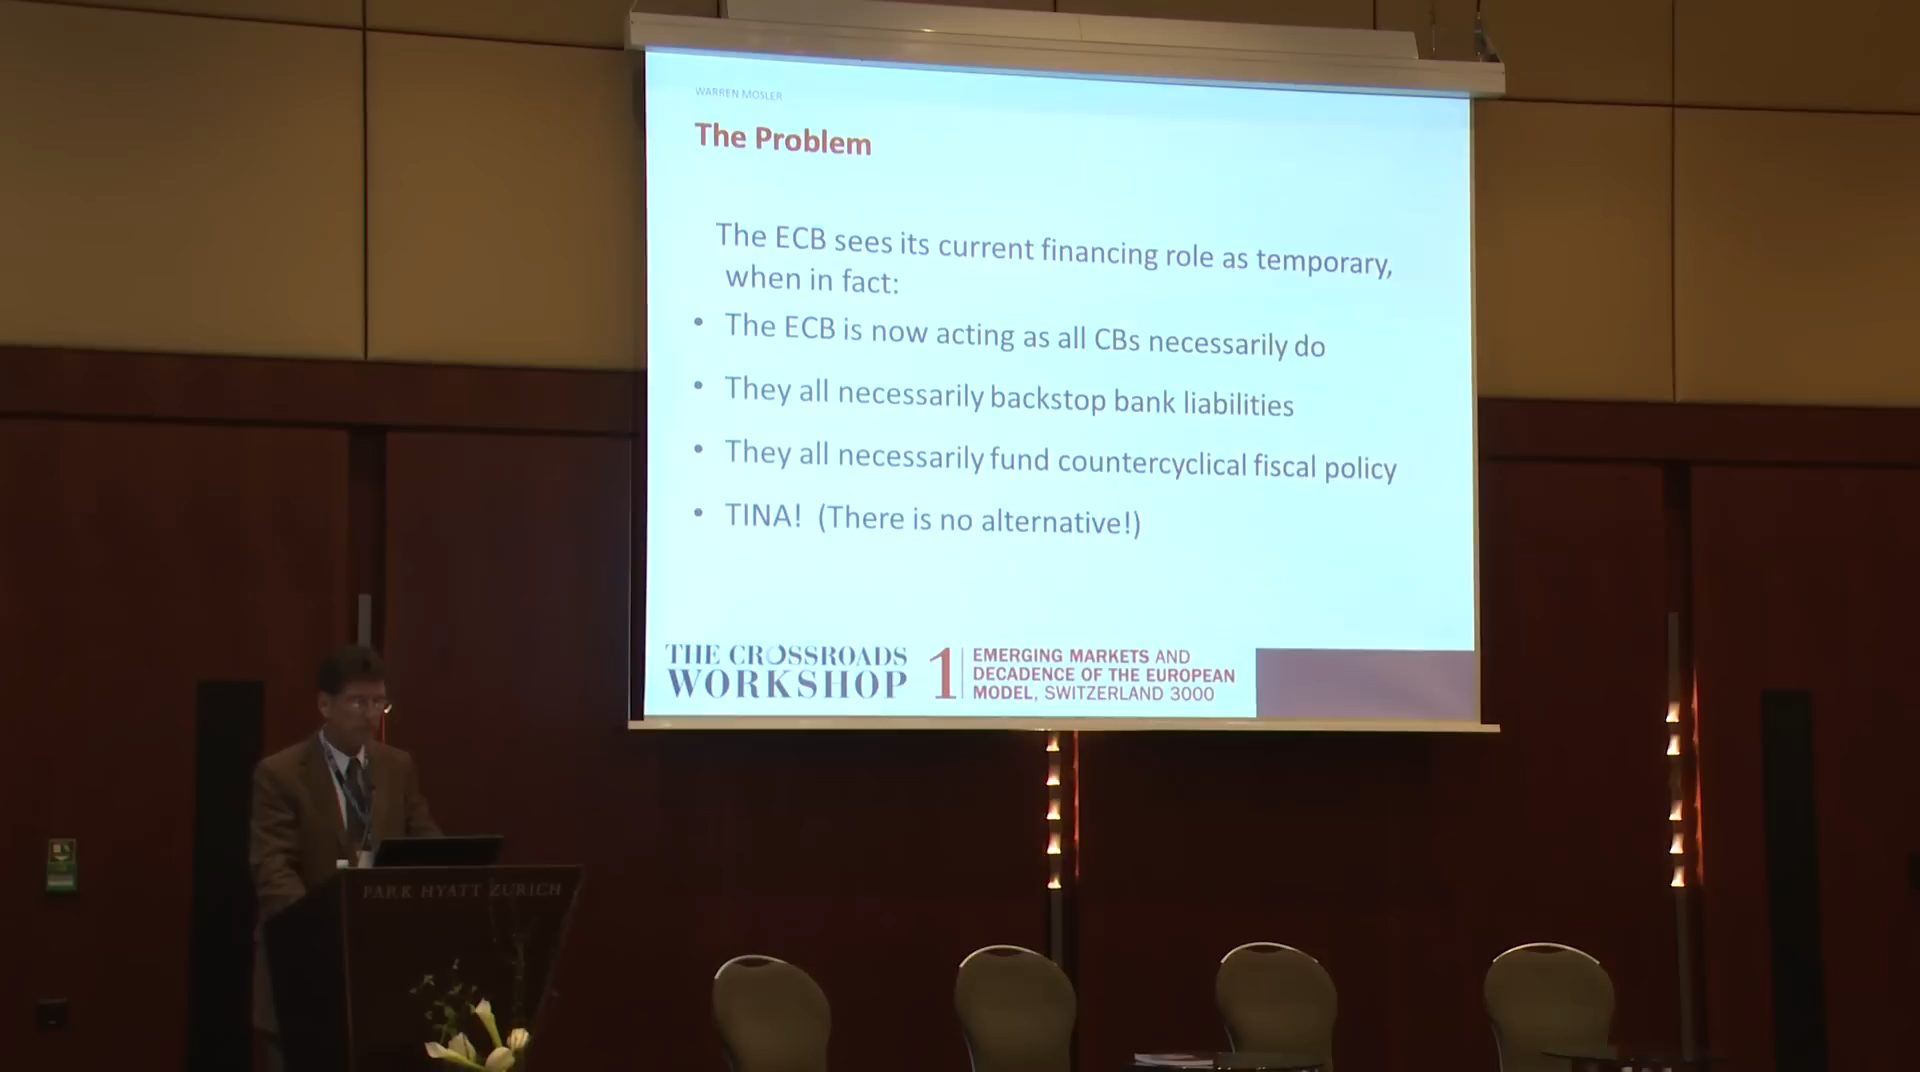 WARREN MOSLER
The Problem
The ECB sees its current financing role as temporary,
when in fact:
• The ECB is now acting as all CBs necessarily do
• They all necessarily backstop bank liabilities
• They all necessarily fund countercyclical fiscal policy
• TINA! (There is no alternative!)
THE CROSSROADS
WORKSHOP
1
EMERGING MARKETS AND
DECADENCE OF THE EUROPEAN
MODEL, SWITZERLAND 3000
PARK HYATT ZURICH